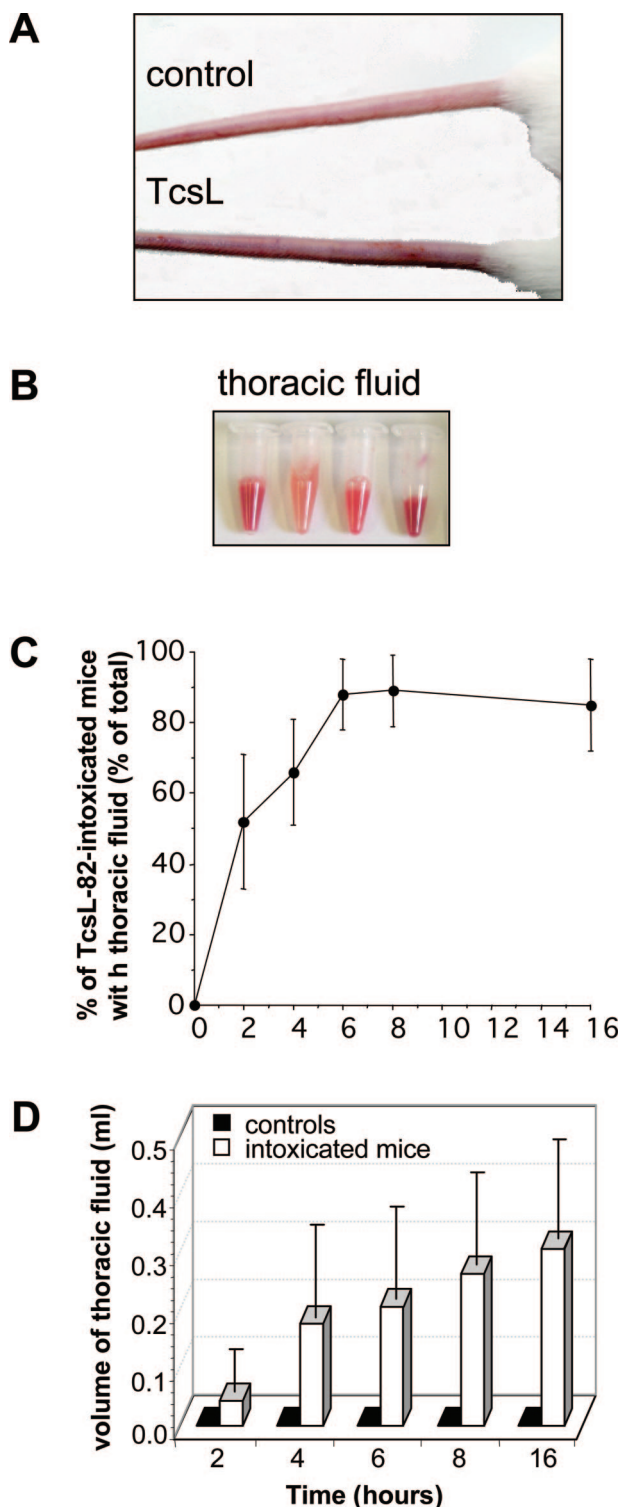 A
control
TcsL
B
thoracic fluid
C
% of TcsL-82-intoxicated mice
wit h thoracic fluid (% of total)
100
80
60
40
20
0
0 2 4 6 8 10 12 14 16
D
volume of thoracic fluid (ml)
controls
intoxicated mice
0.5
0.4
0.3
0.2
0.1
0.0
2 4 6 8 16
Time (hours)